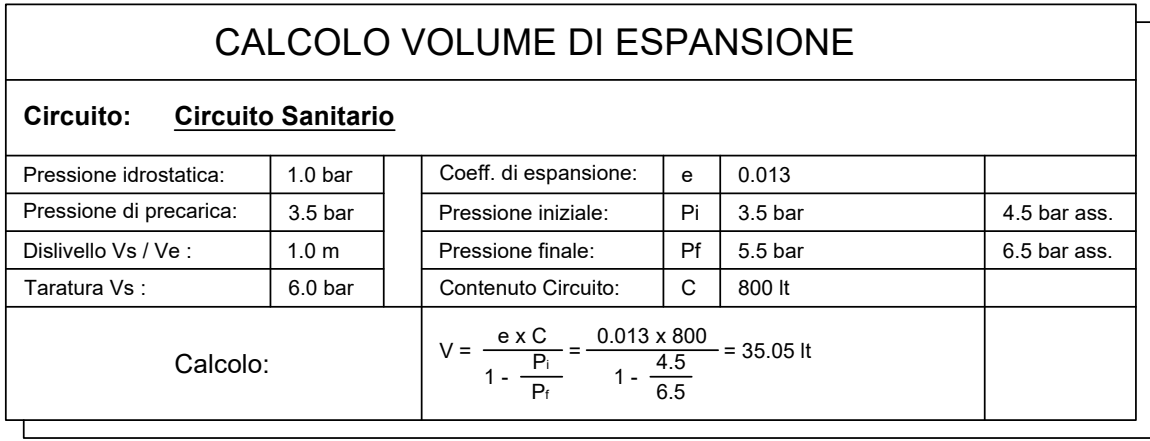 CALCOLO VOLUME DI ESPANSIONE
Circuito: Circuito Sanitario
Pressione idrostatica: 1.0 bar Coeff. di espansione: e 0.013
Pressione di precarica: 3.5 bar Pressione iniziale: Pi 3.5 bar 4.5 bar ass.
Dislivello Vs / Ve : 1.0 m Pressione finale: Pf 5.5 bar 6.5 bar ass.
Taratura Vs : 6.0 bar Contenuto Circuito: C 800 lt
Calcolo:
e x C 0.013 x 800
V = = = 35.05 lt
1 - Pi 1 - 4.5
Pf 6.5